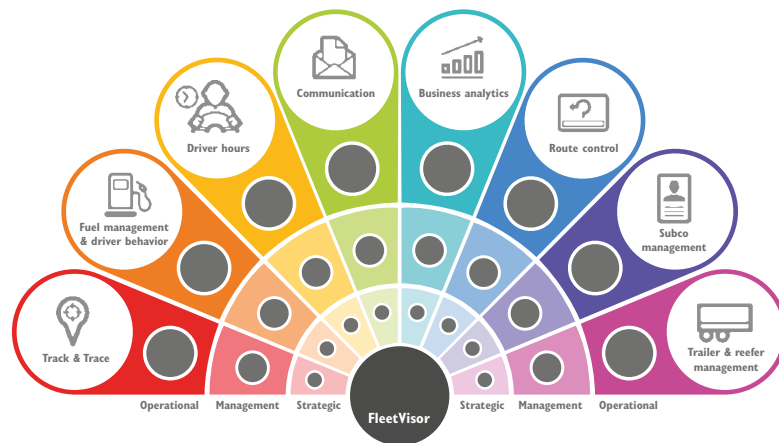 Communication
Business analytics
Driver hours
Route control
Fuel management
& driver behavior
Subco
management
Track & Trace
Trailer & reefer
management
Operational
Management
Strategic
FleetVisor
Strategic
Management
Operational